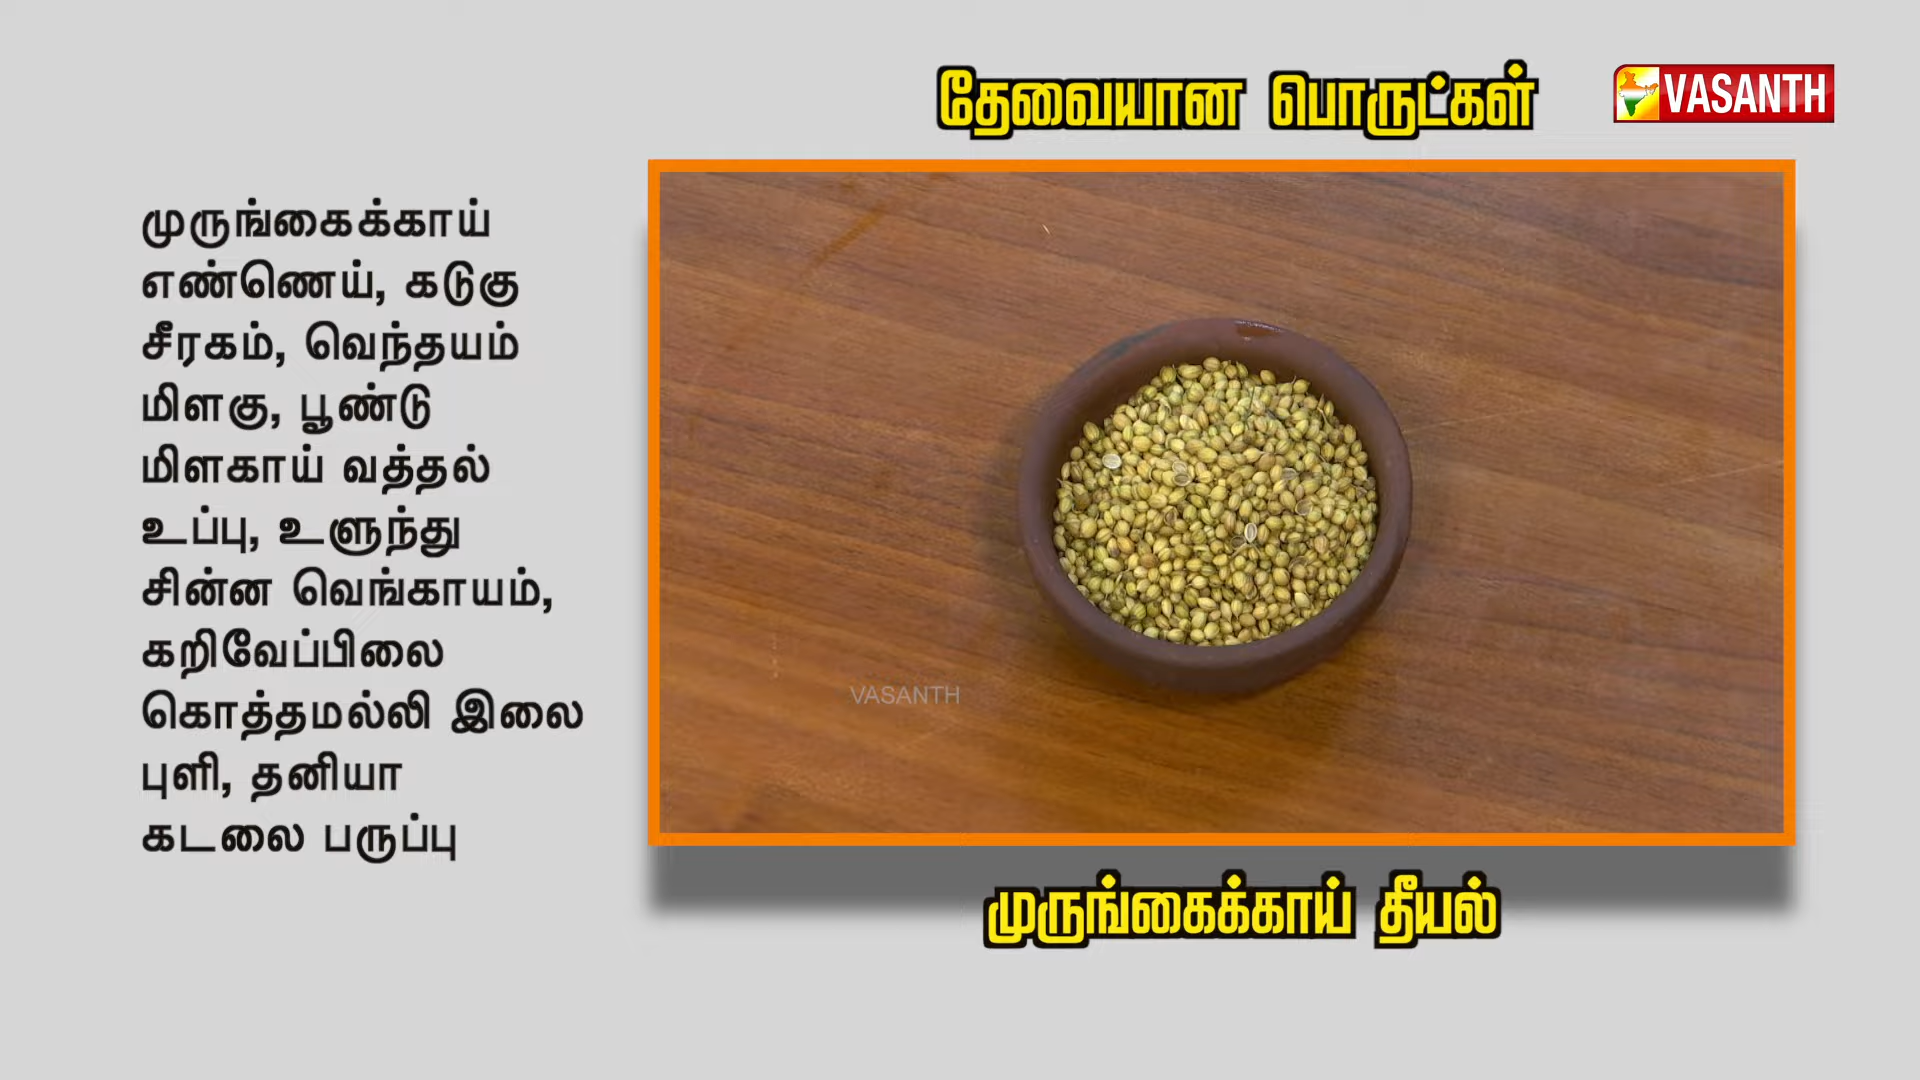 தேவையான பொருட்கள்
VASANTH
முருங்கைக்காய்
எண்ணெய், கடுகு
சீரகம், வெந்தயம்
மிளகு, பூண்டு
மிளகாய் வத்தல்
உப்பு, உளுந்து
சின்ன வெங்காயம்,
கறிவேப்பிலை
கொத்தமல்லி இலை
புளி, தனியா
கடலை பருப்பு
VASANTH
முருங்கைக்காய் தீயல்